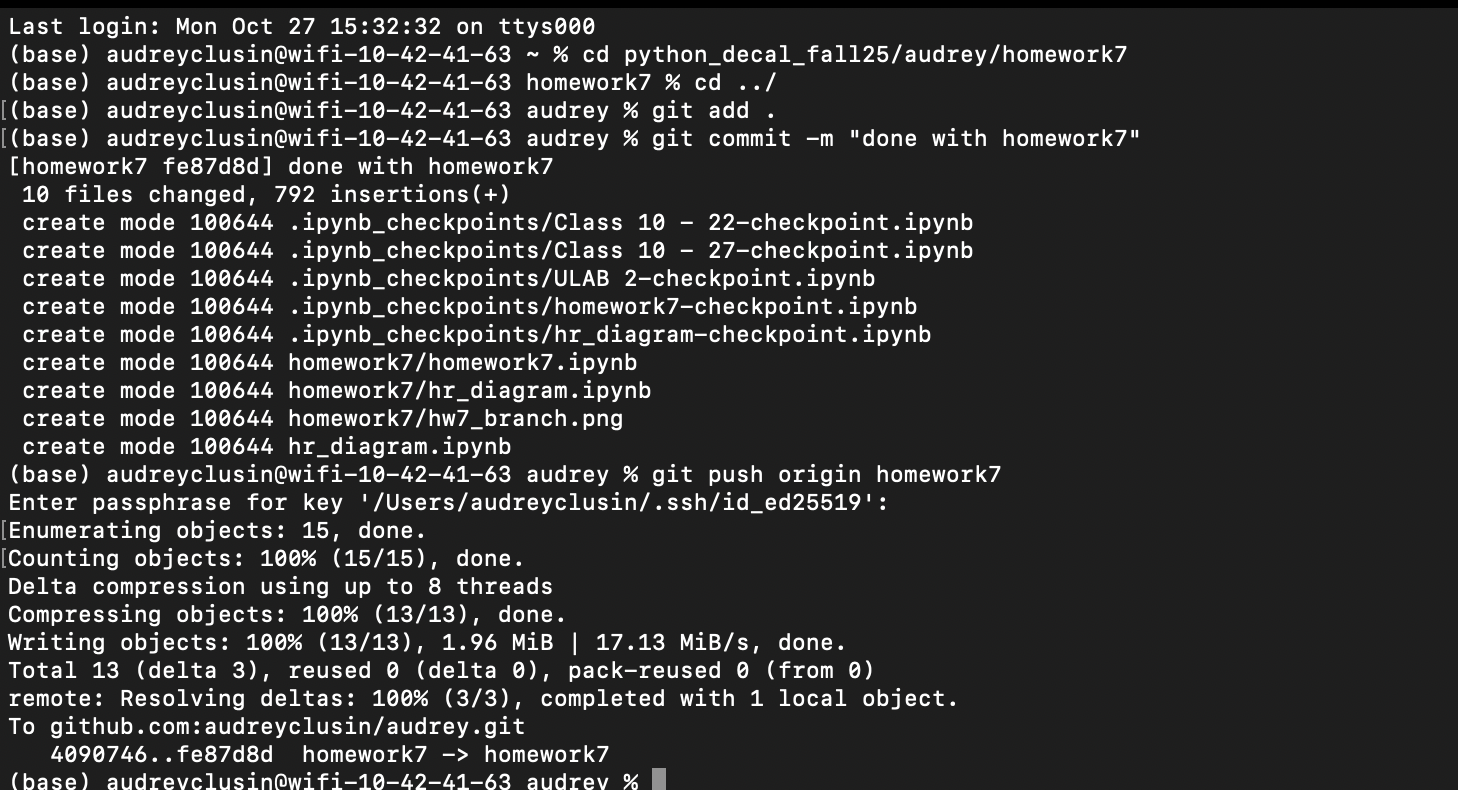 Last login: Mon Oct 27 15:32:32 on ttys000
(base) audreyclusin@wifi-10-42-41-63 ~ % cd python_decal_fall25/audrey/homework7
(base) audreyclusin@wifi-10-42-41-63 homework7 % cd ../
[(base) audreyclusin@wifi-10-42-41-63 audrey % git add .
[(base) audreyclusin@wifi-10-42-41-63 audrey % git commit -m "done with homework7"
[homework7 fe87d8d] done with homework7
 10 files changed, 792 insertions(+)
 create mode 100644 .ipynb_checkpoints/Class 10 - 22-checkpoint.ipynb
 create mode 100644 .ipynb_checkpoints/Class 10 - 27-checkpoint.ipynb
 create mode 100644 .ipynb_checkpoints/ULAB 2-checkpoint.ipynb
 create mode 100644 .ipynb_checkpoints/homework7-checkpoint.ipynb
 create mode 100644 .ipynb_checkpoints/hr_diagram-checkpoint.ipynb
 create mode 100644 homework7/homework7.ipynb
 create mode 100644 homework7/hr_diagram.ipynb
 create mode 100644 homework7/hw7_branch.png
 create mode 100644 hr_diagram.ipynb
(base) audreyclusin@wifi-10-42-41-63 audrey % git push origin homework7
Enter passphrase for key '/Users/audreyclusin/.ssh/id_ed25519':
[Enumerating objects: 15, done.
[Counting objects: 100% (15/15), done.
Delta compression using up to 8 threads
Compressing objects: 100% (13/13), done.
Writing objects: 100% (13/13), 1.96 MiB | 17.13 MiB/s, done.
Total 13 (delta 3), reused 0 (delta 0), pack-reused 0 (from 0)
remote: Resolving deltas: 100% (3/3), completed with 1 local object.
To github.com:audreyclusin/audrey.git
   4090746..fe87d8d  homework7 -> homework7
(base) audreyclusin@wifi-10-42-41-63 audrey %